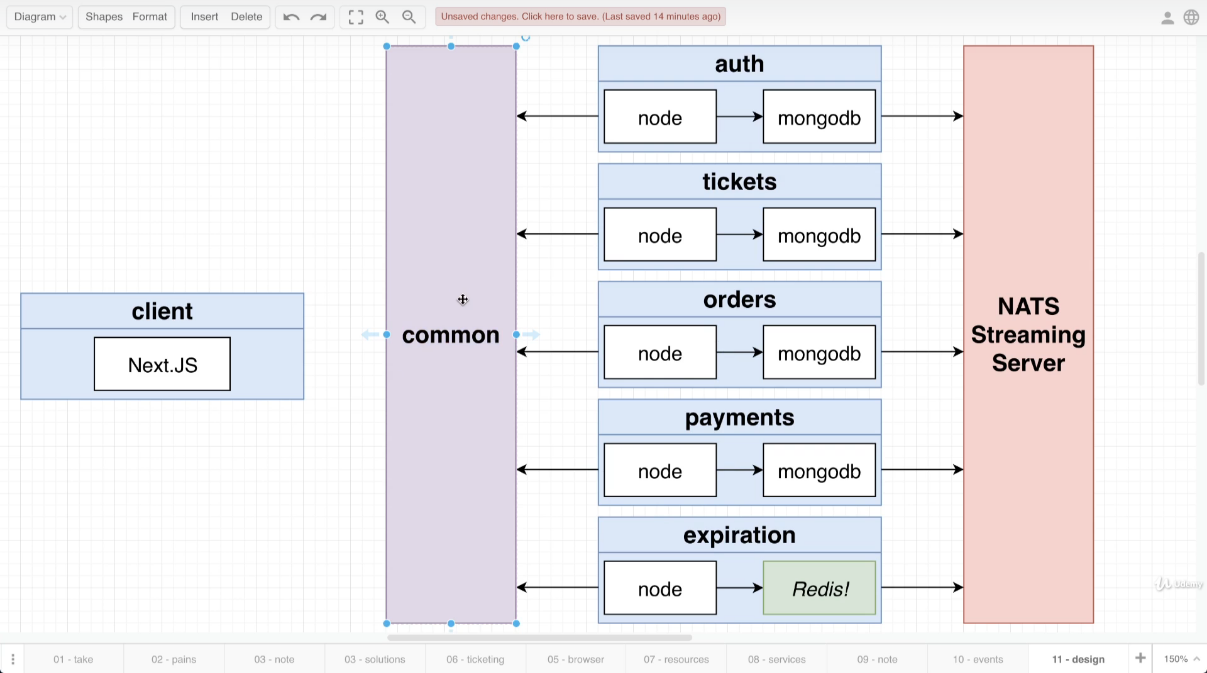 Diagram
Shapes Format
Insert Delete
Unsaved changes. Click here to save. (Last saved 14 minutes ago)
auth
node
mongodb
tickets
node
mongodb
client
Next.JS
common
orders
node
mongodb
NATS
Streaming
Server
payments
node
mongodb
expiration
node
Redis!
Udemy
01 - take
02 - pains
03 - note
03 - solutions
06 - ticketing
05 - browser
07 - resources
08 - services
09 - note
10 - events
11 - design
150%